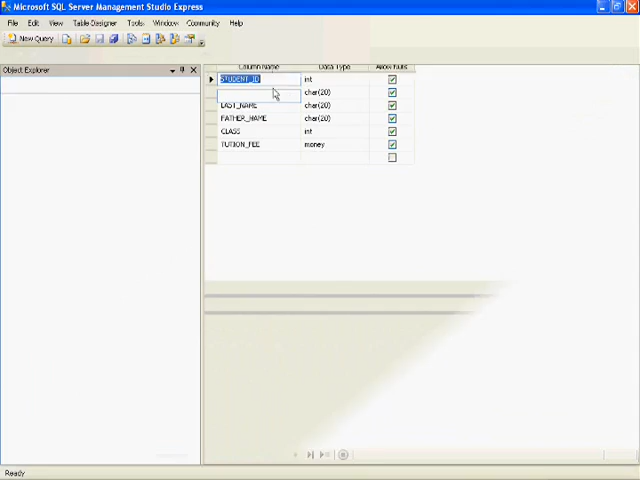 Microsoft SQL Server Management Studio Express
File Edit View Table Designer Tools Window Community Help
New Query
Object Explorer
Column Name Data Type Allow Nulls
STUDENT_ID int
char(20)
LAST_NAME char(20)
FATHER_NAME char(20)
CLASS int
TUTION_FEE money
Ready